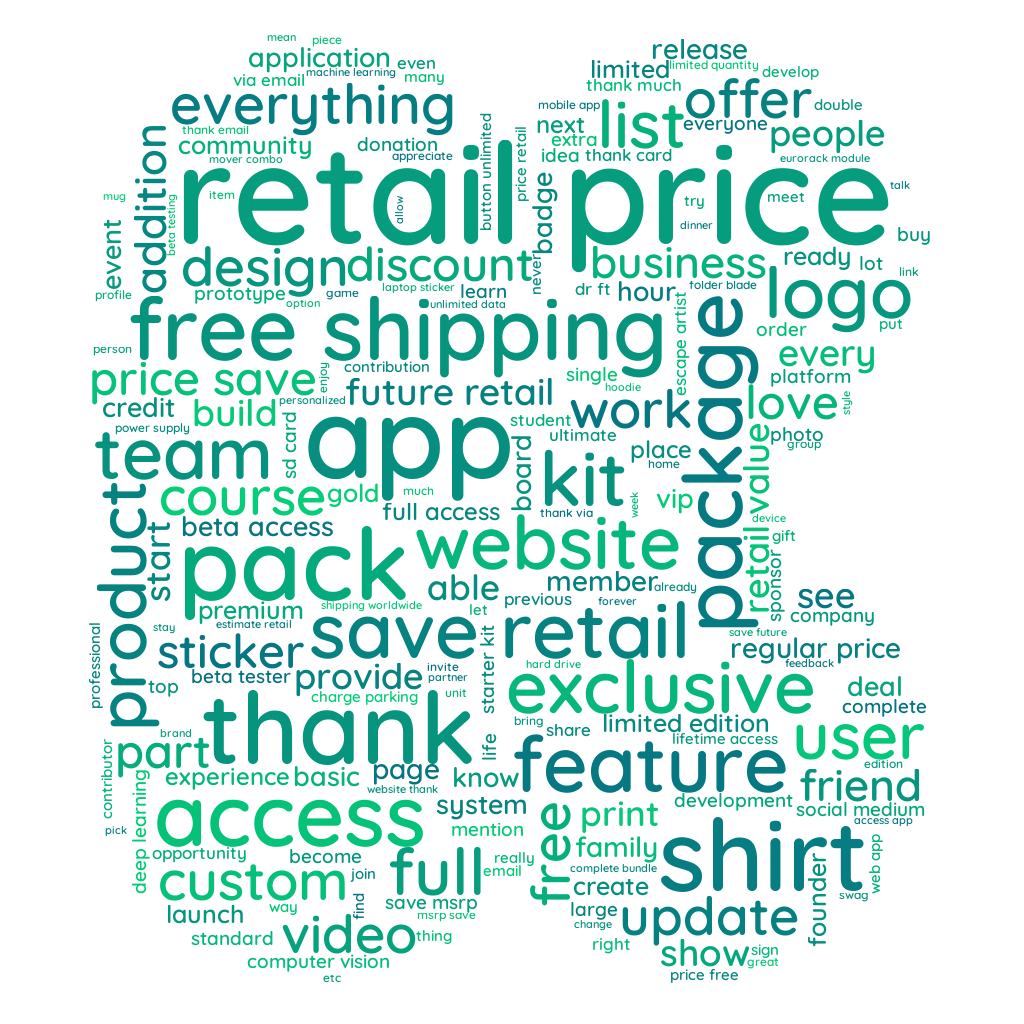 mean
piece
application
even
release
limited quantity
via email
machine learning
many
limited
develop
everything
thank much
offer
list
mobile app
double
thank email
button unlimited
next
everyone
people
community
donation
price retail
extra
mover combo
appreciate
idea
thank card
eurorack module
addition
retail price
badge
mug
item
beta testing
allow
try
meet
talk
dinner
event
design
discount
never
business
ready
lot
buy
link
laptop sticker
dr ft
folder blade
profile
prototype
game
learn
hour
logo
option
unlimited data
free shipping
escape artist
order
put
person
package
every
contribution
single
price save
enjoy
future retail
hoodie
platform
personalized
credit
build
work
love
style
power supply
sd card
app
student
ultimate
photo
team
board
place
group
value
home
kit
course
gold
much
week
vip
product
full access
thank via
device
beta access
website
retail
gift
start
pack
member
already
sponsor
see
able
premium
shipping worldwide
previous
forever
company
let
save
retail
stay
estimate retail
save future
professional
sticker
starter kit
regular price
invite
hard drive
feedback
beta tester
provide
partner
top
exclusive
deal
charge parking
unit
complete
thank
bring
limited edition
share
user
brand
life
lifetime access
part
feature
edition
contributor
experience
basic
page
know
friend
website thank
deep learning
access
system
development
social medium
free
print
access app
pick
mention
shirt
opportunity
become
really
family
full
email
complete bundle
web app
custom
join
create
founder
swag
save msrp
launch
way
find
msrp save
large
change
update
standard
video
thing
right
show
sign
computer vision
great
etc
price free